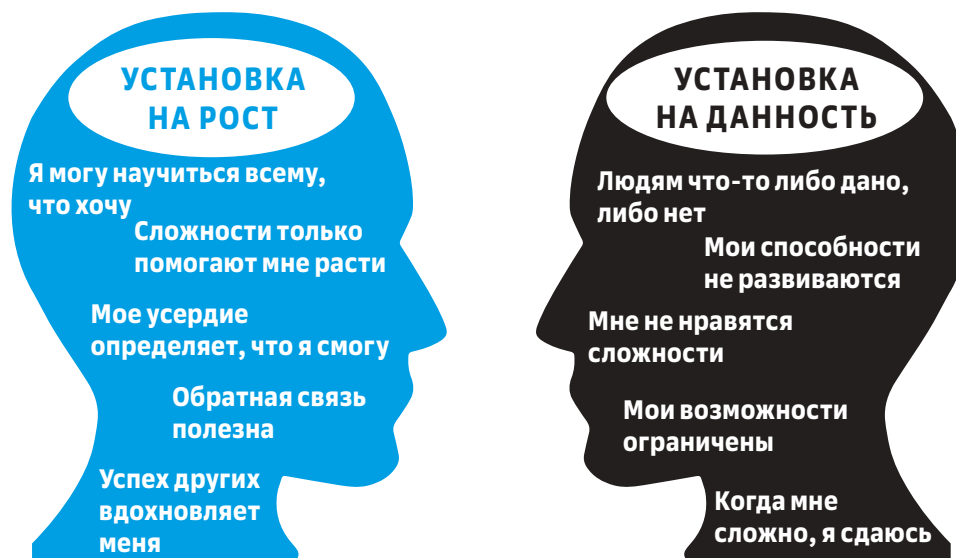 УСТАНОВКА
НА РОСТ
Я могу научиться всему,
что хочу
Сложности только
помогают мне расти
Мое усердие
определяет, что я смогу
Обратная связь
полезна
Успех других
вдохновляет
меня
УСТАНОВКА
НА ДАННОСТЬ
Людям что-то либо дано,
либо нет
Мои способности
не развиваются
Мне не нравятся
сложности
Мои возможности
ограничены
Когда мне
сложно, я сдаюсь